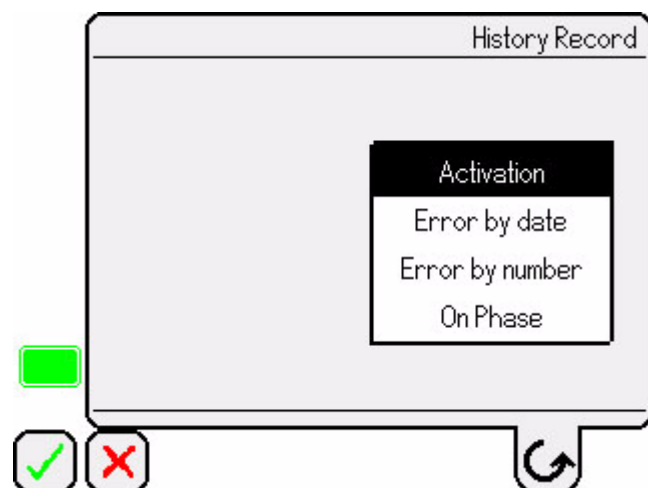 History Record
Activation
Error by date
Error by number
On Phase